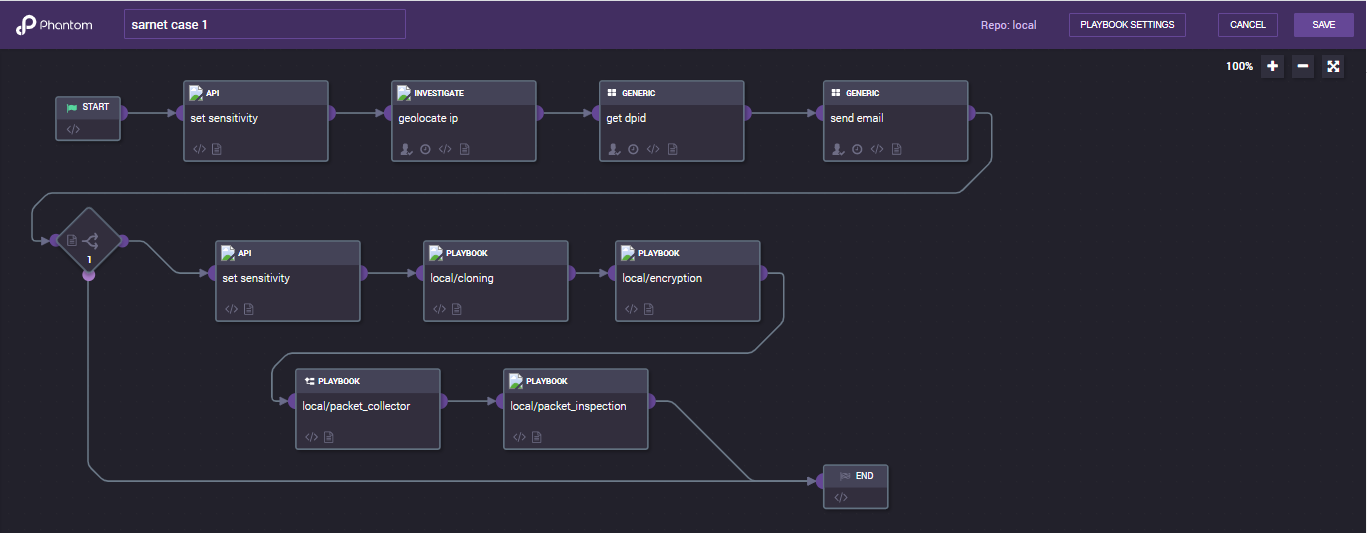 Phantom
sarnet case 1
Repo: local
PLAYBOOK SETTINGS
CANCEL
SAVE
100%
START
API
set sensitivity
INVESTIGATE
geolocate ip
GENERIC
get dpid
GENERIC
send email
1
API
set sensitivity
PLAYBOOK
local/cloning
PLAYBOOK
local/encryption
PLAYBOOK
local/packet_collector
PLAYBOOK
local/packet_inspection
END